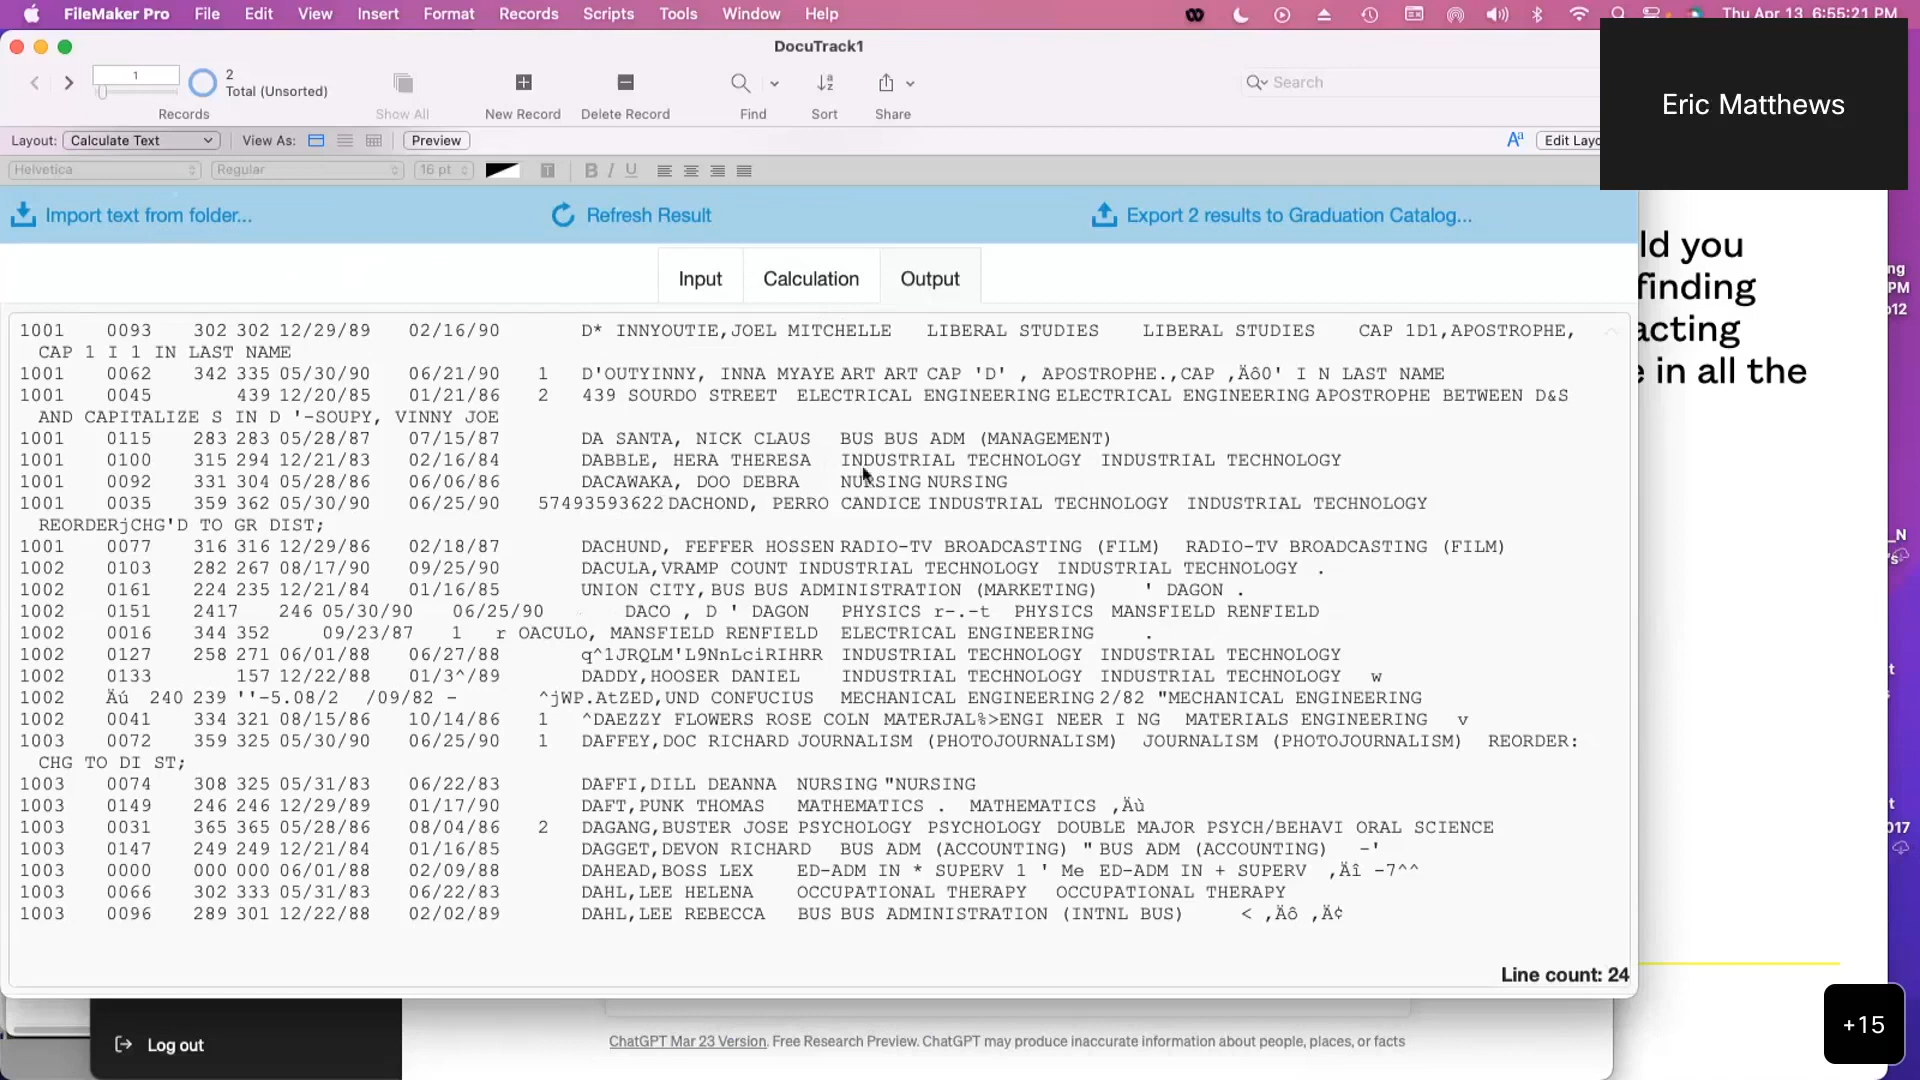 FileMaker Pro File Edit View Insert Format Records Scripts Tools Window Help Thu Apr 13 6:55:21 PM
DocuTrack1
1
2
Total (Unsorted)
Search
Records Show All New Record Delete Record Find Sort Share
Eric Matthews
Layout: Calculate Text View As: Preview Aa Edit Layo
Helvetica Regular 16 pt B I U
Import text from folder... Refresh Result Export 2 results to Graduation Catalog...
Input Calculation Output
1001 0093 302 302 12/29/89 02/16/90 D* INNYOUTIE,JOEL MITCHELLE LIBERAL STUDIES LIBERAL STUDIES CAP 1D1,APOSTROPHE,
CAP 1 I 1 IN LAST NAME
1001 0062 342 335 05/30/90 06/21/90 1 D'OUTYINNY, INNA MYAYE ART ART CAP 'D' , APOSTROPHE.,CAP ,Äô0' I N LAST NAME
1001 0045 439 12/20/85 01/21/86 2 439 SOURDO STREET ELECTRICAL ENGINEERING ELECTRICAL ENGINEERING APOSTROPHE BETWEEN D&S
AND CAPITALIZE S IN D '-SOUPY, VINNY JOE
1001 0115 283 283 05/28/87 07/15/87 DA SANTA, NICK CLAUS BUS BUS ADM (MANAGEMENT)
1001 0100 315 294 12/21/83 02/16/84 DABBLE, HERA THERESA INDUSTRIAL TECHNOLOGY INDUSTRIAL TECHNOLOGY
1001 0092 331 304 05/28/86 06/06/86 DACAWAKA, DOO DEBRA NURSING NURSING
1001 0035 359 362 05/30/90 06/25/90 57493593622 DACHOND, PERRO CANDICE INDUSTRIAL TECHNOLOGY INDUSTRIAL TECHNOLOGY
REORDERjCHG'D TO GR DIST;
1001 0077 316 316 12/29/86 02/18/87 DACHUND, FEFFER HOSSEN RADIO-TV BROADCASTING (FILM) RADIO-TV BROADCASTING (FILM)
1002 0103 282 267 08/17/90 09/25/90 DACULA,VRAMP COUNT INDUSTRIAL TECHNOLOGY INDUSTRIAL TECHNOLOGY .
1002 0161 224 235 12/21/84 01/16/85 UNION CITY, BUS BUS ADMINISTRATION (MARKETING) ' DAGON .
1002 0151 2417 246 05/30/90 06/25/90 DACO , D ' DAGON PHYSICS r-.-t PHYSICS MANSFIELD RENFIELD
1002 0016 344 352 09/23/87 1 r OACULO, MANSFIELD RENFIELD ELECTRICAL ENGINEERING .
1002 0127 258 271 06/01/88 06/27/88 q^1JRQLM'L9NnLciRIHRR INDUSTRIAL TECHNOLOGY INDUSTRIAL TECHNOLOGY
1002 0133 157 12/22/88 01/3^/89 DADDY,HOOSER DANIEL INDUSTRIAL TECHNOLOGY INDUSTRIAL TECHNOLOGY w
1002 Äú 240 239 ''-5.08/2 /09/82 - ^jWP.AtZED,UND CONFUCIUS MECHANICAL ENGINEERING 2/82 "MECHANICAL ENGINEERING
1002 0041 334 321 08/15/86 10/14/86 1 ^DAEZZY FLOWERS ROSE COLN MATERJAL%>ENGI NEER I NG MATERIALS ENGINEERING v
1003 0072 359 325 05/30/90 06/25/90 1 DAFFEY,DOC RICHARD JOURNALISM (PHOTOJOURNALISM) JOURNALISM (PHOTOJOURNALISM) REORDER:
CHG TO DI ST;
1003 0074 308 325 05/31/83 06/22/83 DAFFI,DILL DEANNA NURSING "NURSING
1003 0149 246 246 12/29/89 01/17/90 DAFT,PUNK THOMAS MATHEMATICS . MATHEMATICS ,Äù
1003 0031 365 365 05/28/86 08/04/86 2 DAGANG,BUSTER JOSE PSYCHOLOGY PSYCHOLOGY DOUBLE MAJOR PSYCH/BEHAVI ORAL SCIENCE
1003 0147 249 249 12/21/84 01/16/85 DAGGET,DEVON RICHARD BUS ADM (ACCOUNTING) " BUS ADM (ACCOUNTING) -'
1003 0000 000 000 06/01/88 02/09/88 DAHEAD,BOSS LEX ED-ADM IN * SUPERV 1 ' Me ED-ADM IN + SUPERV ,Äî -7^^
1003 0066 302 333 05/31/83 06/22/83 DAHL,LEE HELENA OCCUPATIONAL THERAPY OCCUPATIONAL THERAPY
1003 0096 289 301 12/22/88 02/02/89 DAHL,LEE REBECCA BUS BUS ADMINISTRATION (INTNL BUS) < ,Äô ,Ä¢
Line count: 24
ld you
finding
acting
e in all the
ng
PM
12
_N
's
t
t
017
Log out
ChatGPT Mar 23 Version. Free Research Preview. ChatGPT may produce inaccurate information about people, places, or facts
+15